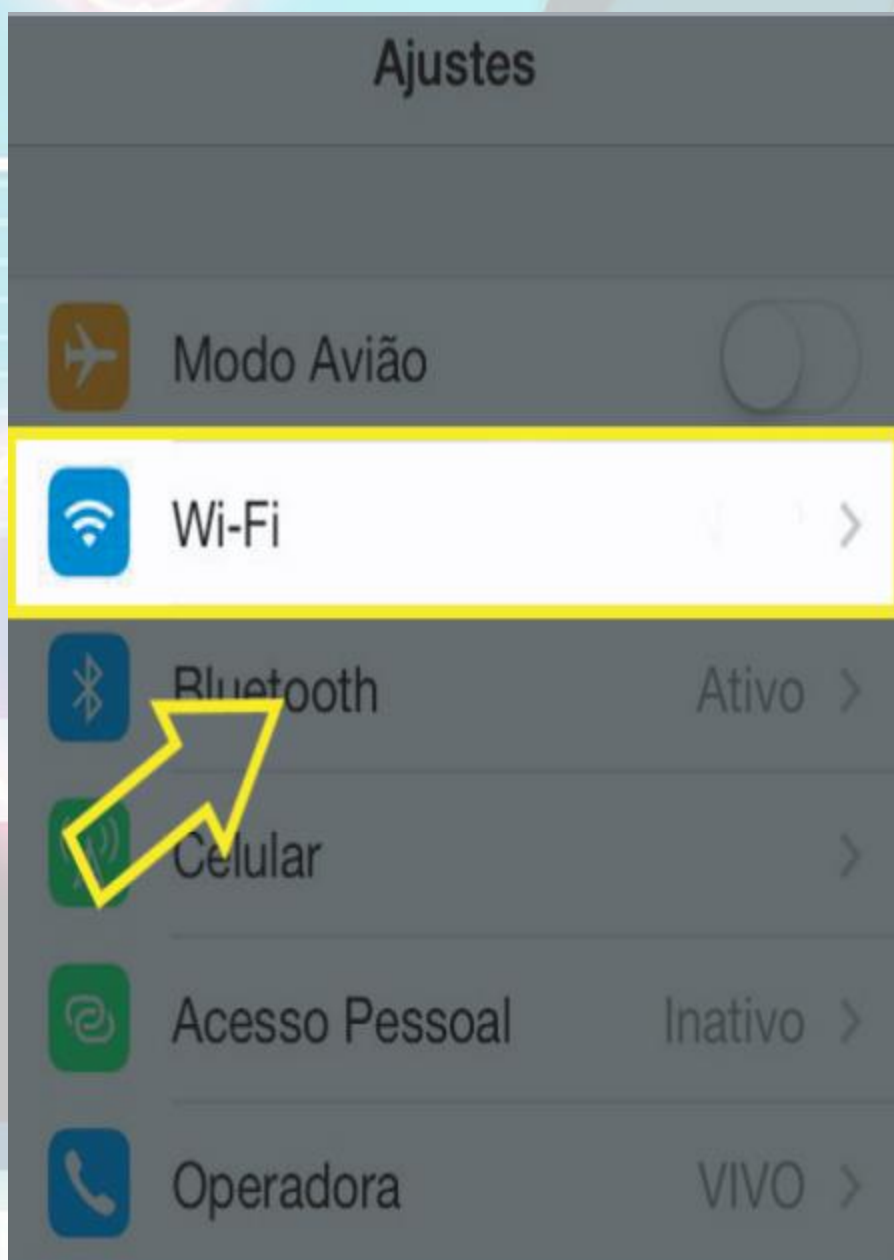 Ajustes
Modo Avião
Wi-Fi
Bluetooth Ativo
Celular
Acesso Pessoal Inativo
Operadora VIVO